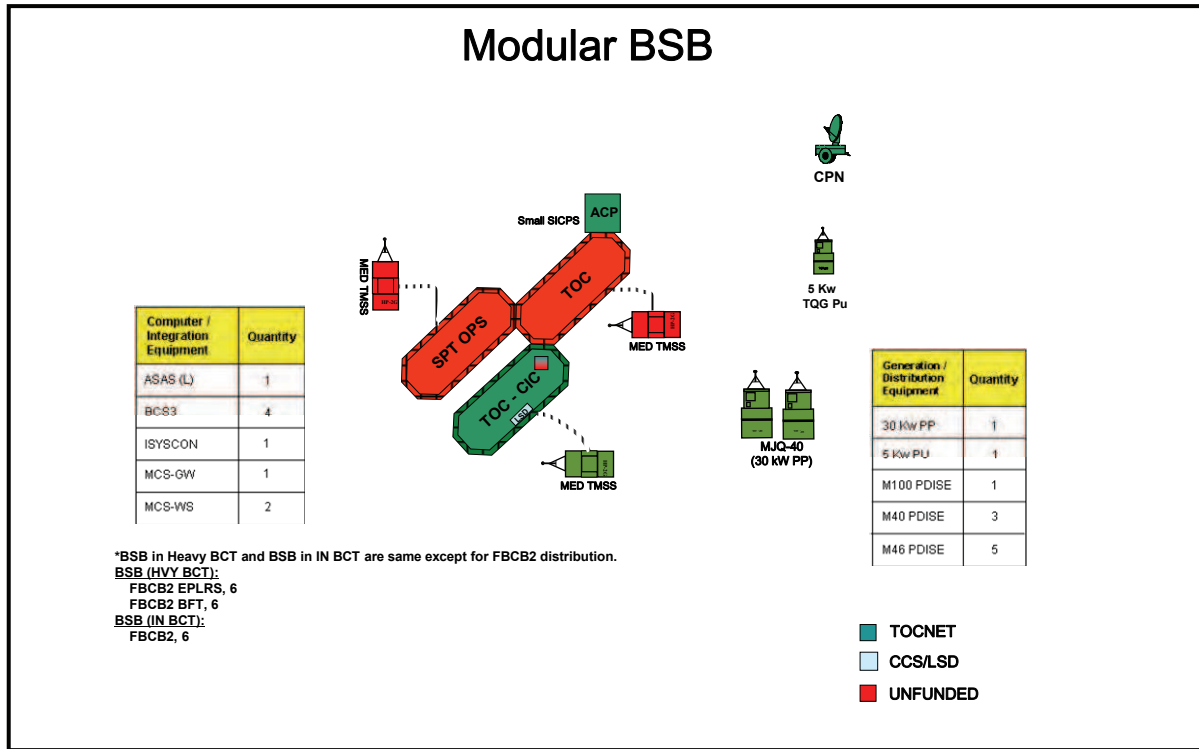 Modular BSB
CPN
Small SICPS
ACP
MED TMSS
TOC
5 Kw
TQG Pu
SPT OPS
MED TMSS
TOC - CIC
LSD
MED TMSS
MJQ-40
(30 kW PP)
Computer / Integration Equipment Quantity
ASAS (L) 1
BCS3 4
ISYSCON 1
MCS-GW 1
MCS-WS 2
Generation / Distribution Equipment Quantity
30 Kw PP 1
5 Kw PU 1
M100 PDISE 1
M40 PDISE 3
M46 PDISE 5
*BSB in Heavy BCT and BSB in IN BCT are same except for FBCB2 distribution.
BSB (HVY BCT):
FBCB2 EPLRS, 6
FBCB2 BFT, 6
BSB (IN BCT):
FBCB2, 6
TOCNET
CCS/LSD
UNFUNDED